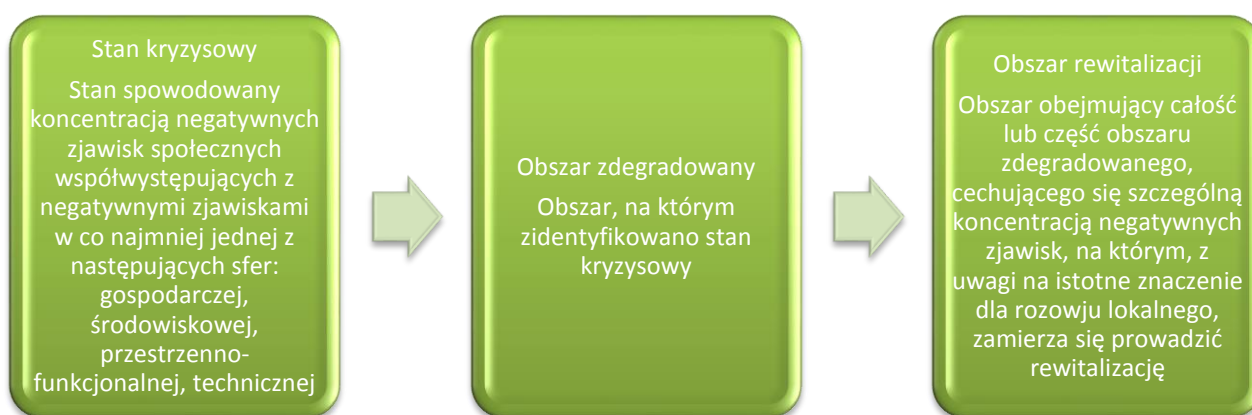 Stan kryzysowy
Stan spowodowany
koncentracją negatywnych
zjawisk społecznych
współwystępujących z
negatywnymi zjawiskami
w co najmniej jednej z
następujących sfer:
gospodarczej,
środowiskowej,
przestrzenno-
funkcjonalnej, technicznej
Obszar zdegradowany
Obszar, na którym
zidentyfikowano stan
kryzysowy
Obszar rewitalizacji
Obszar obejmujący całość
lub część obszaru
zdegradowanego,
cechującego się szczególną
koncentracją negatywnych
zjawisk, na którym, z
uwagi na istotne znaczenie
dla rozowju lokalnego,
zamierza się prowadzić
rewitalizację